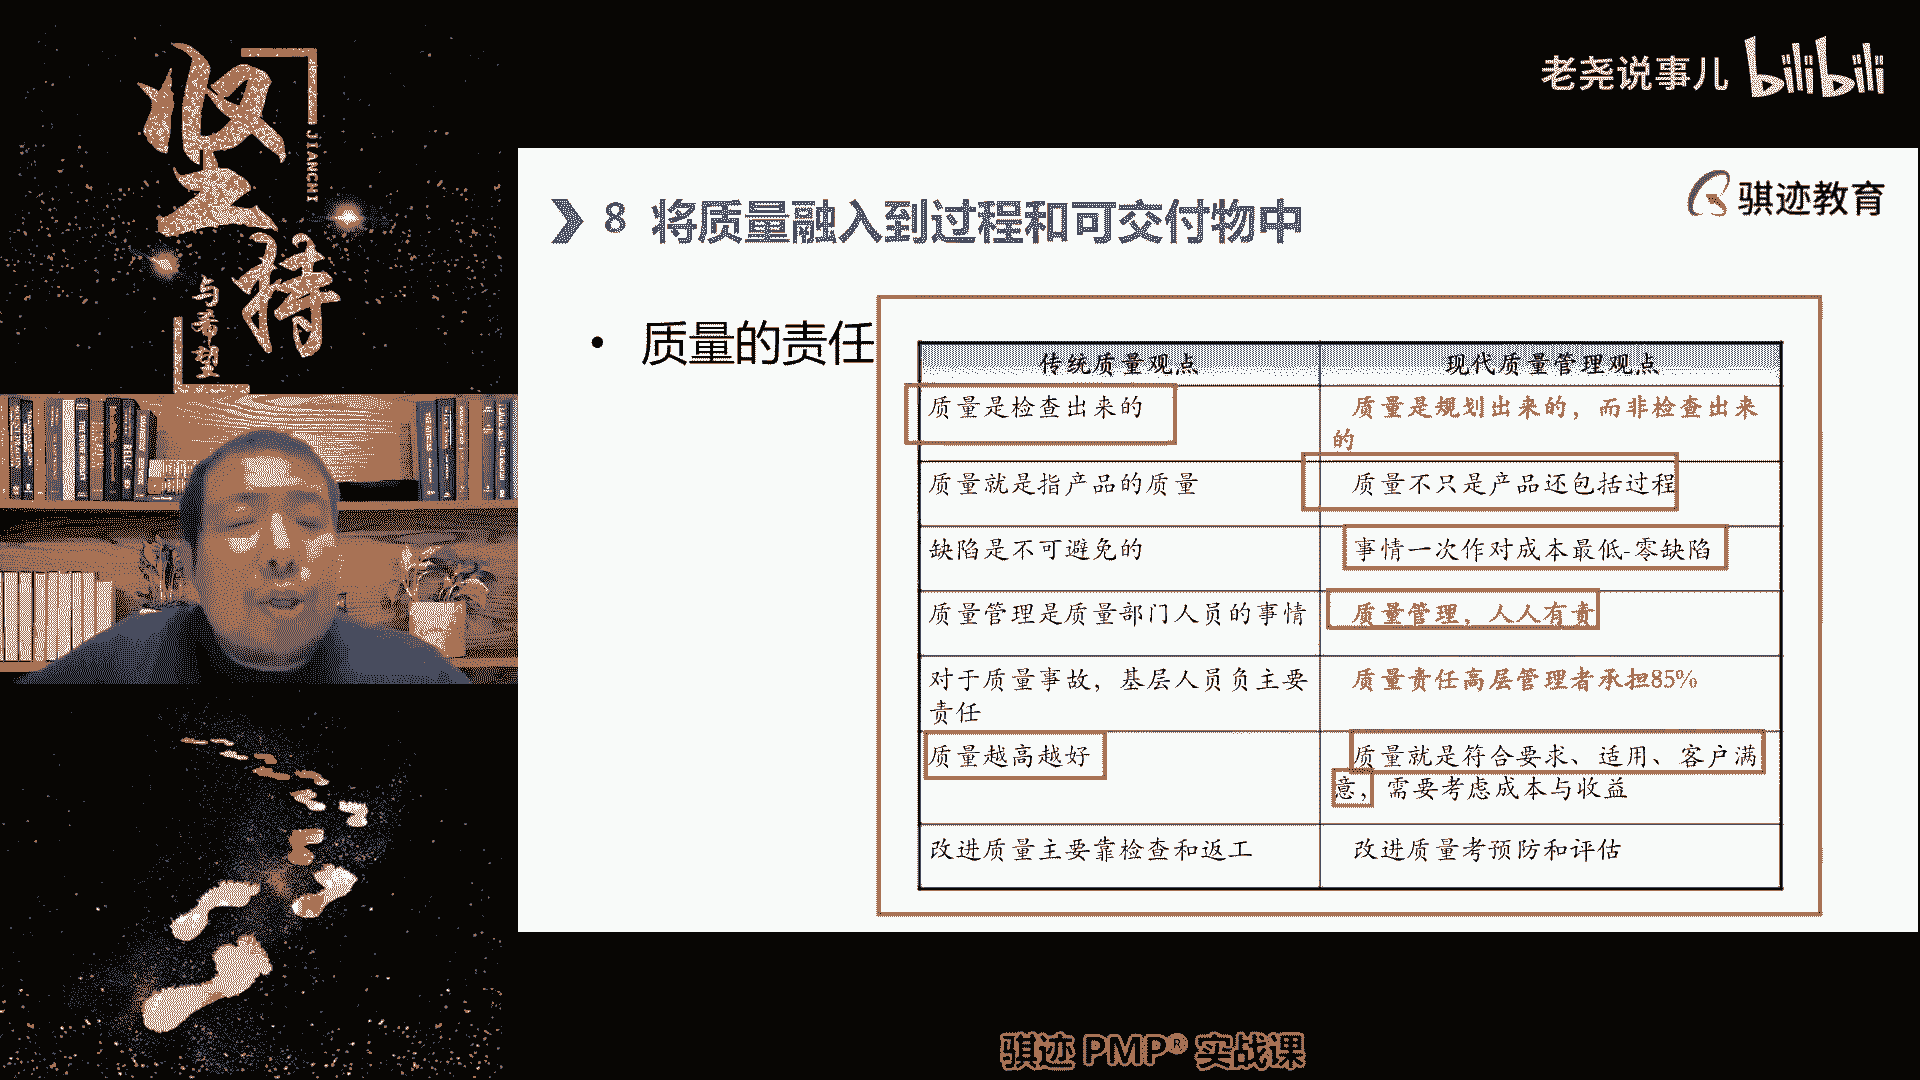 坚持
JIANCHI
与希望
老尧说事儿 bilibili
骐迹教育
8 将质量融入到过程和可交付物中
• 质量的责任
传统质量观点
现代质量管理观点
质量是检查出来的
质量是规划出来的，而非检查出来
的
质量就是指产品的质量
质量不只是产品还包括过程
缺陷是不可避免的
事情一次作对成本最低-零缺陷
质量管理是质量部门人员的事情
质量管理，人人有责
对于质量事故，基层人员负主要
责任
质量责任高层管理者承担85%
质量越高越好
质量就是符合要求、适用、客户满
意，需要考虑成本与收益
改进质量主要靠检查和返工
改进质量考预防和评估
骐迹 PMP® 实战课